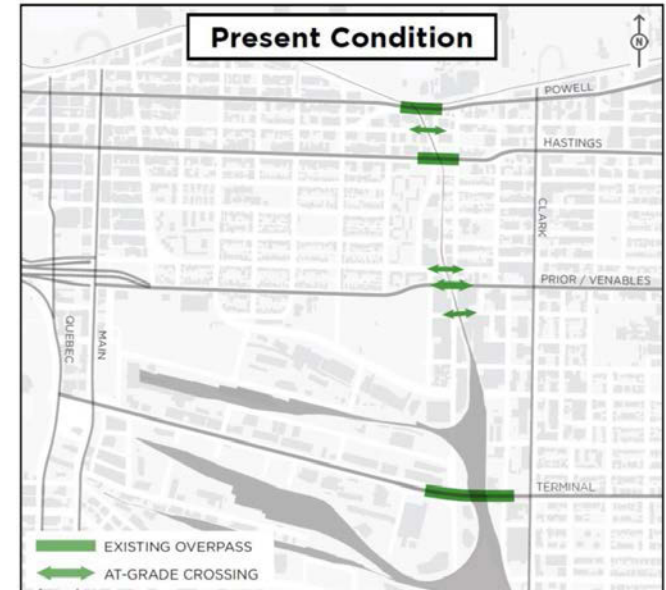 Present Condition
N
POWELL
HASTINGS
CLARK
PRIOR / VENABLES
QUEBEC
MAIN
TERMINAL
EXISTING OVERPASS
AT-GRADE CROSSING